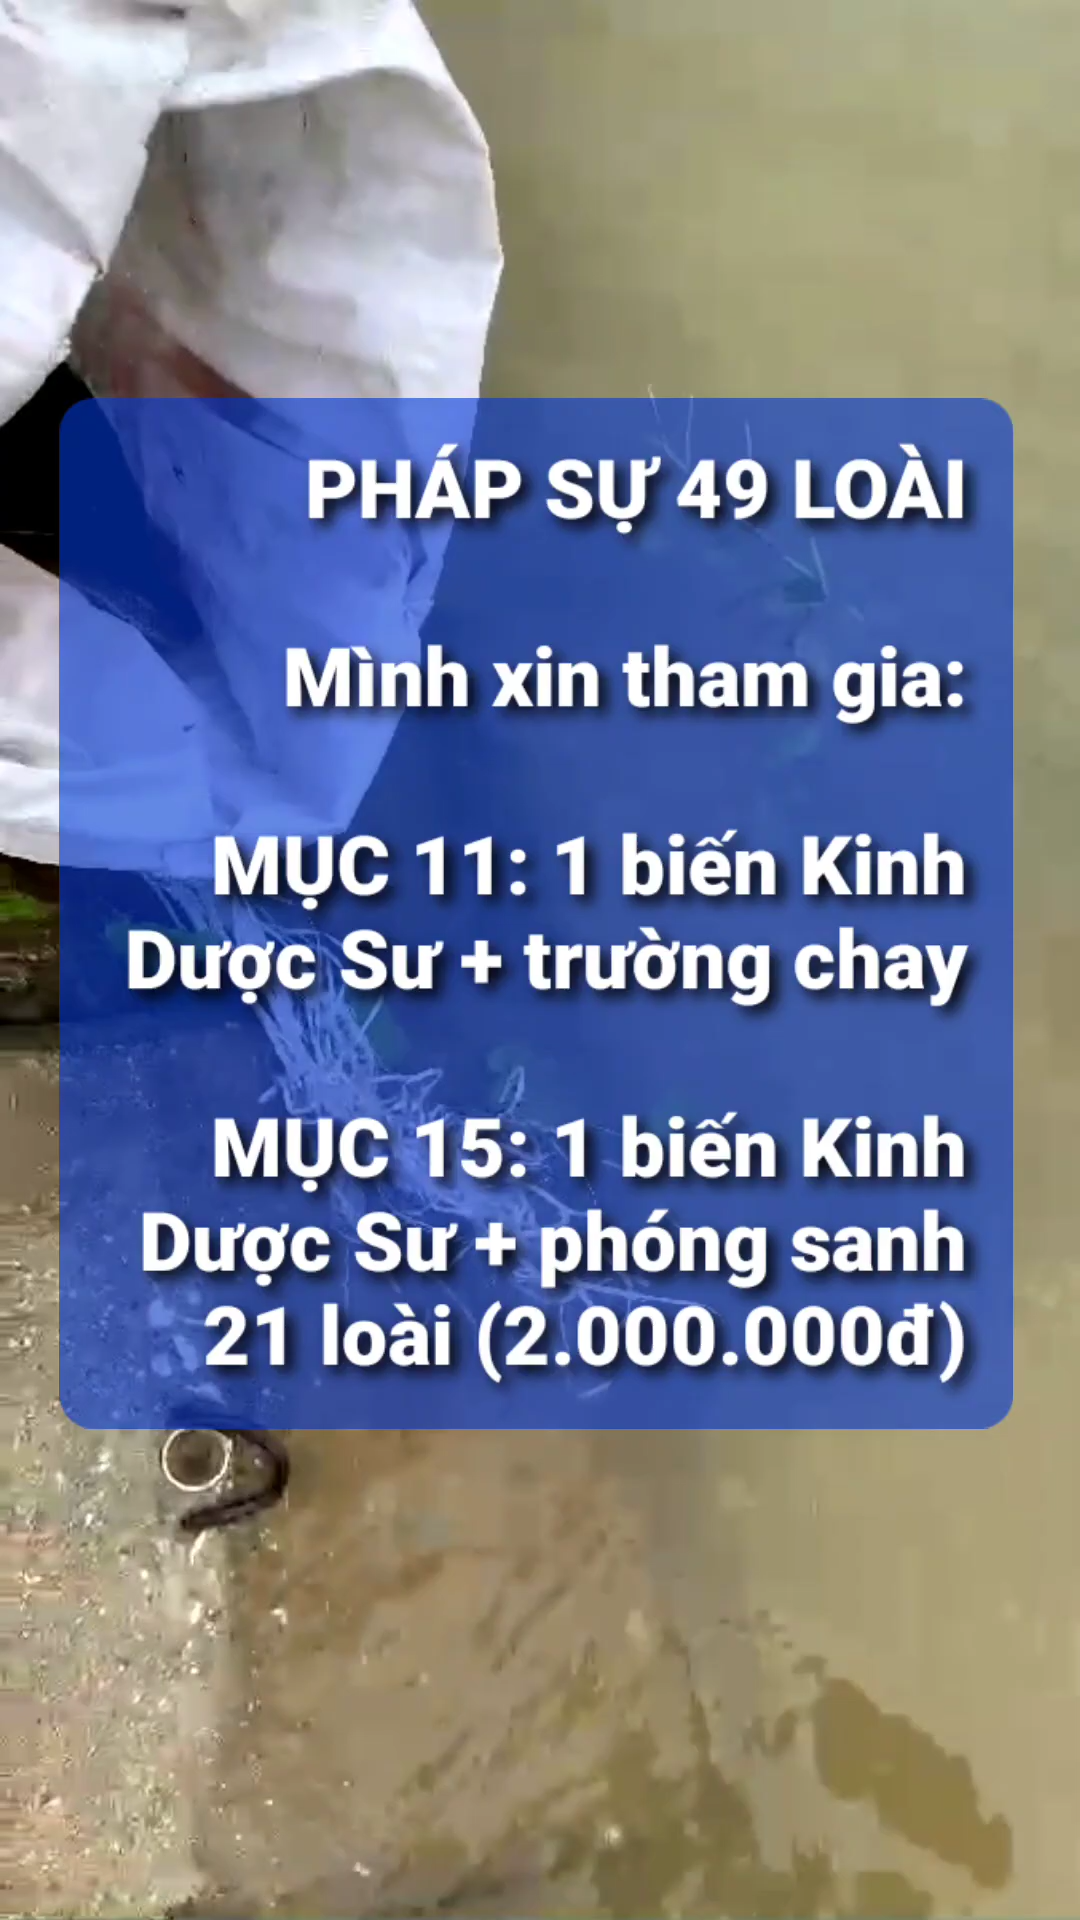 PHÁP SỰ 49 LOÀI
Mình xin tham gia:
MỤC 11: 1 biến Kinh
Dược Sư + trường chay
MỤC 15: 1 biến Kinh
Dược Sư + phóng sanh
21 loài (2.000.000đ)